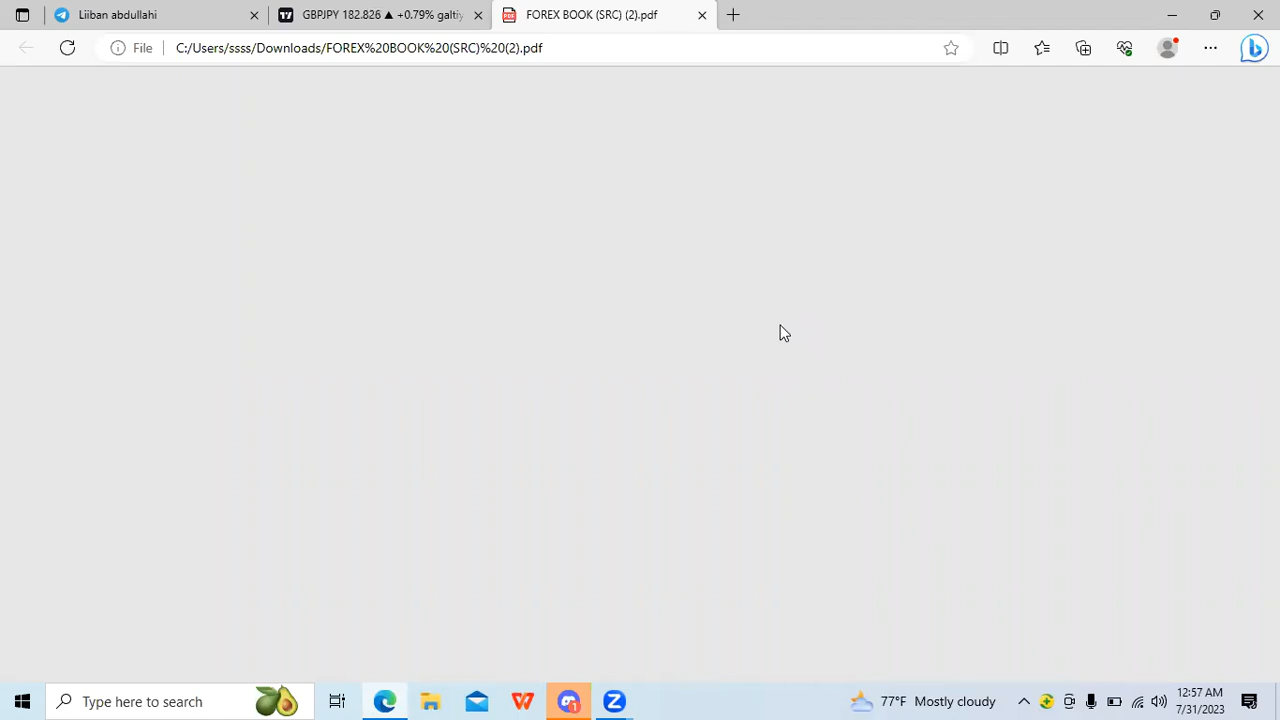 Liiban abdullahi
GBPJPY 182.826 ▲ +0.79% galtiy
FOREX BOOK (SRC) (2).pdf
File
C:/Users/ssss/Downloads/FOREX%20BOOK%20(SRC)%20(2).pdf
Type here to search
1
77°F Mostly cloudy
12:57 AM
7/31/2023